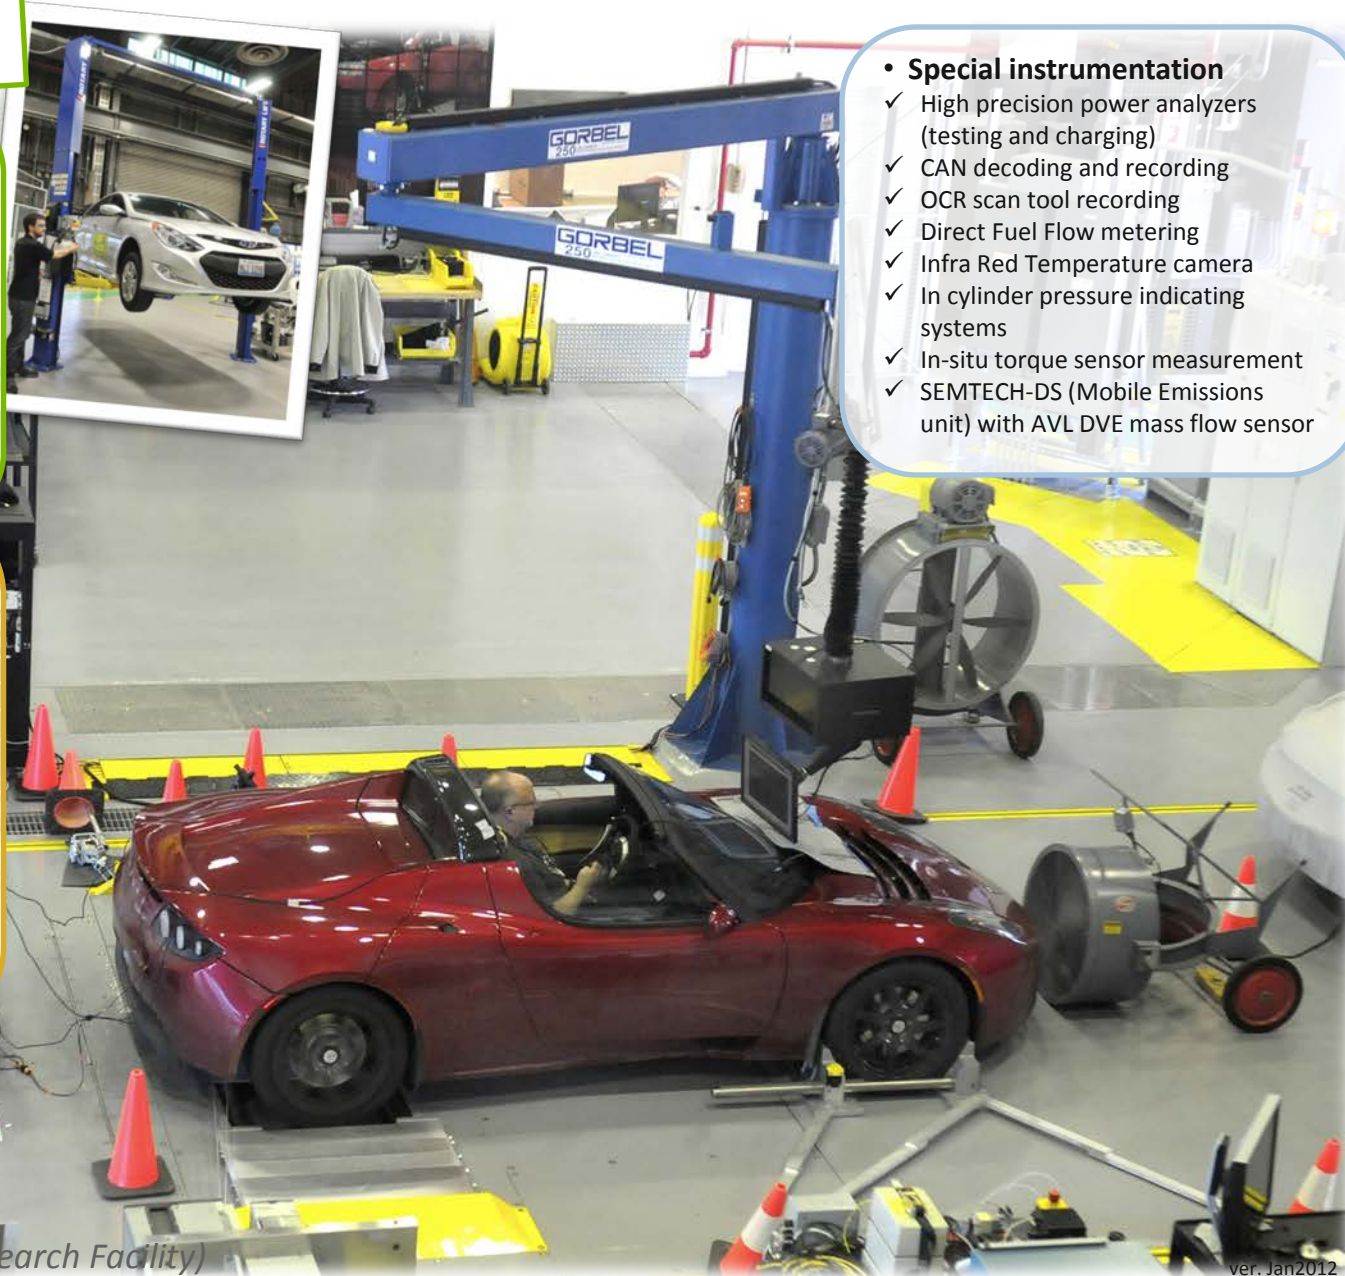 • Special instrumentation
✓ High precision power analyzers
(testing and charging)
✓ CAN decoding and recording
✓ OCR scan tool recording
✓ Direct Fuel Flow metering
✓ Infra Red Temperature camera
✓ In cylinder pressure indicating
systems
✓ In-situ torque sensor measurement
✓ SEMTECH-DS (Mobile Emissions
unit) with AVL DVE mass flow sensor
GORBEL
250
GORBEL
250
earch Facility)
ver. Jan2012